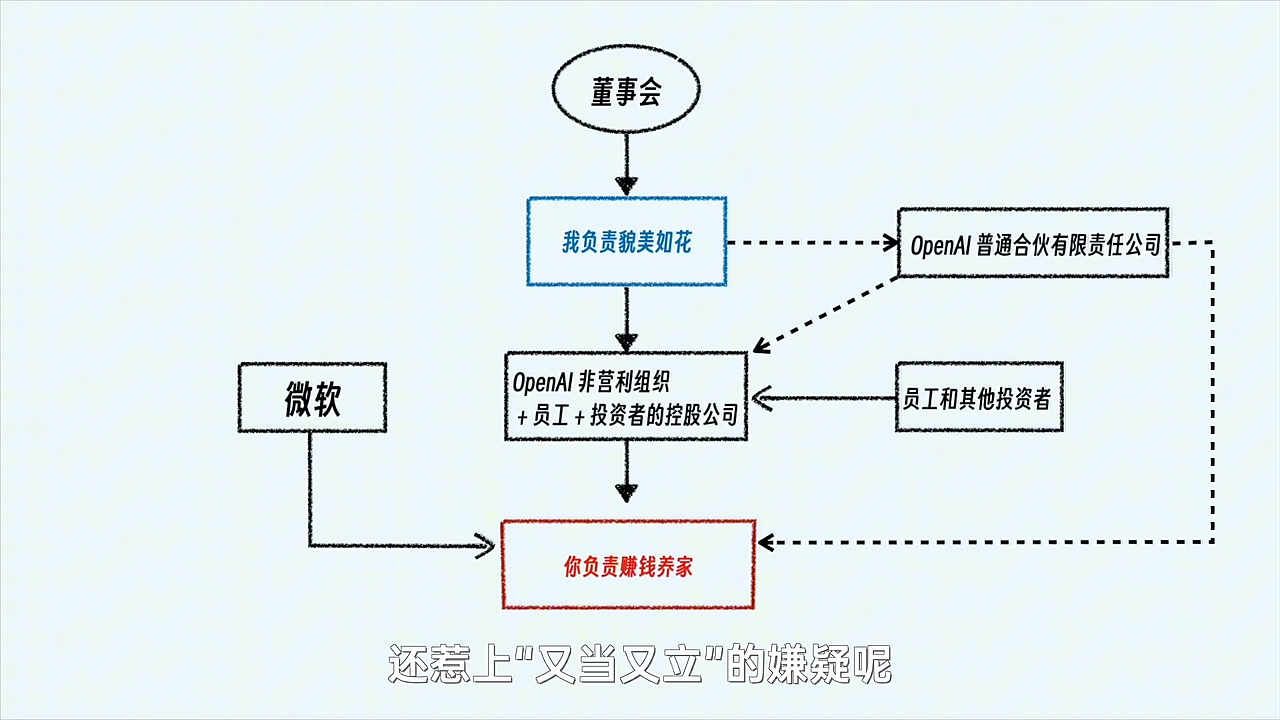 董事会
我负责貌美如花
OpenAI 普通合伙有限责任公司
微软
OpenAI 非营利组织
+ 员工 + 投资者的控股公司
员工和其他投资者
你负责赚钱养家
还惹上“又当又立”的嫌疑呢